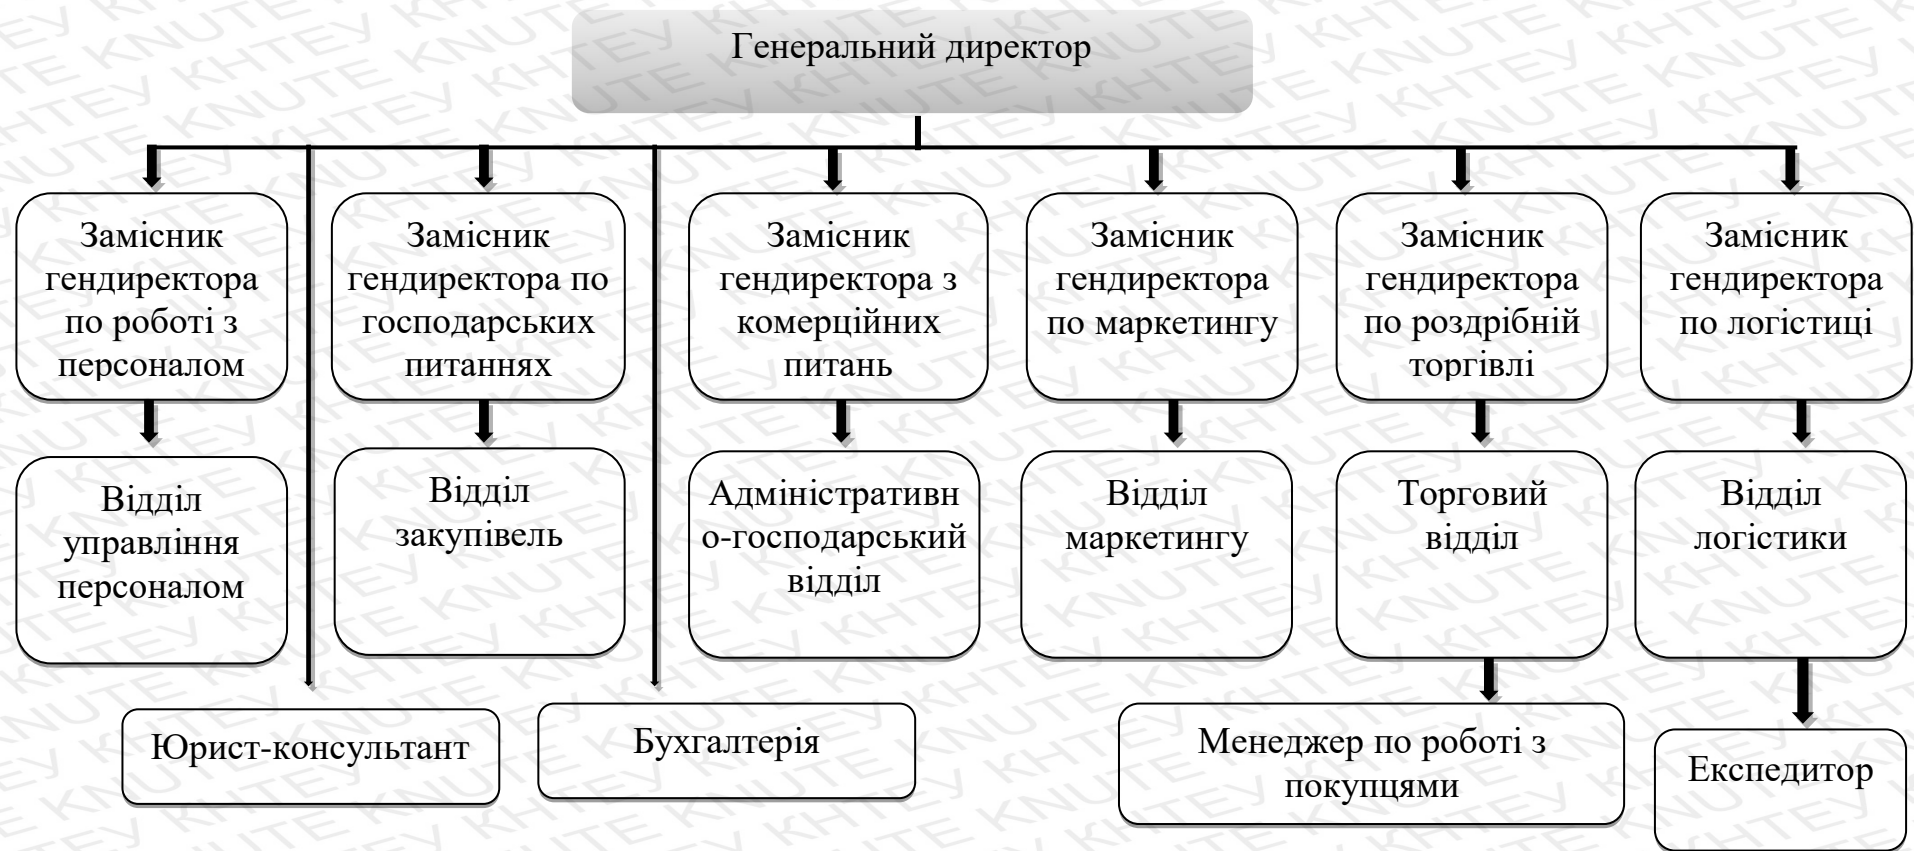 Генеральний директор
Замісник
гендиректора
по роботі з
персоналом
Замісник
гендиректора по
господарських
питаннях
Замісник
гендиректора з
комерційних
питань
Замісник
гендиректора
по маркетингу
Замісник
гендиректора
по роздрібній
торгівлі
Замісник
гендиректора
по логістиці
Відділ
управління
персоналом
Відділ
закупівель
Адміністративн
о-господарський
відділ
Відділ
маркетингу
Торговий
відділ
Відділ
логістики
Юрист-консультант
Бухгалтерія
Менеджер по роботі з
покупцями
Експедитор